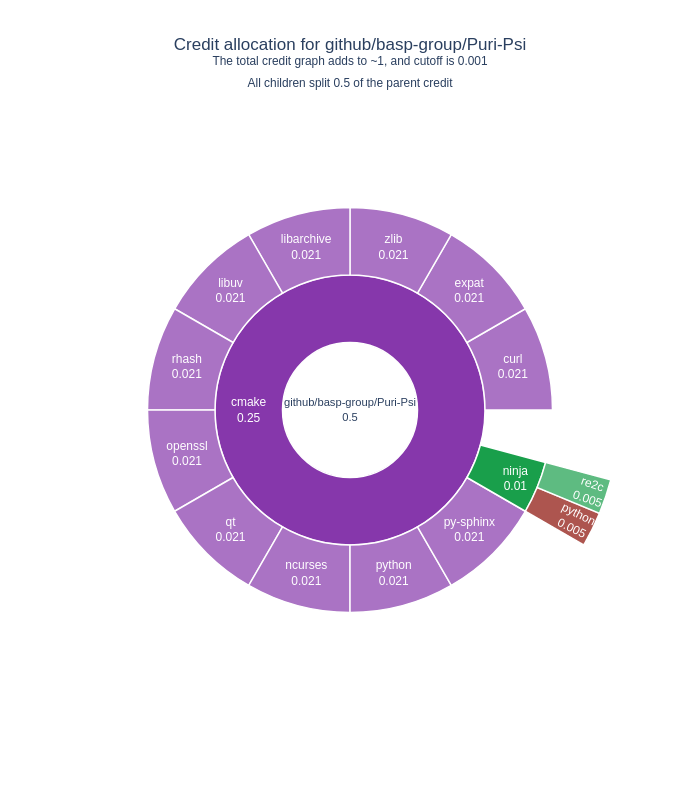 Credit allocation for github/basp-group/Puri-Psi
The total credit graph adds to ~1, and cutoff is 0.001
All children split 0.5 of the parent credit
libarchive
0.021
zlib
0.021
libuv
0.021
expat
0.021
rhash
0.021
curl
0.021
cmake
0.25
github/basp-group/Puri-Psi
0.5
openssl
0.021
ninja
0.01
re2c
0.005
python
0.005
qt
0.021
py-sphinx
0.021
ncurses
0.021
python
0.021